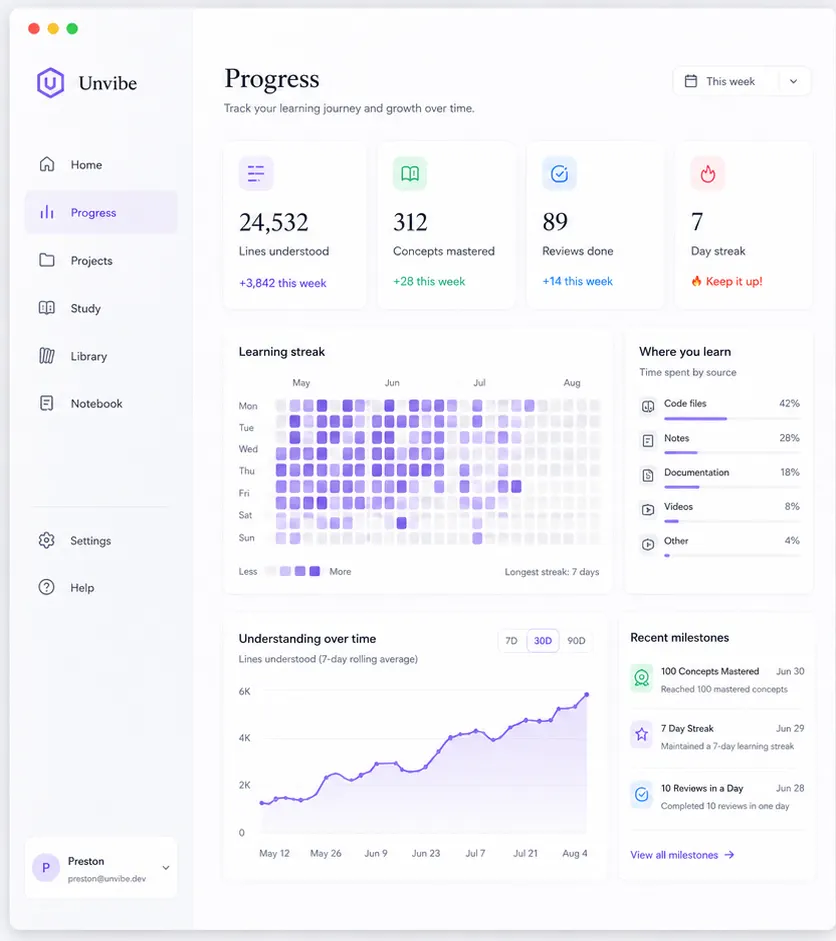 Unvibe
Home
Progress
Projects
Study
Library
Notebook
Settings
Help
P
Preston
preston@unvibe.dev
Progress
Track your learning journey and growth over time.
This week
24,532
Lines understood
+3,842 this week
312
Concepts mastered
+28 this week
89
Reviews done
+14 this week
7
Day streak
🔥 Keep it up!
Learning streak
May Jun Jul Aug
Mon
Tue
Wed
Thu
Fri
Sat
Sun
Less More
Longest streak: 7 days
Where you learn
Time spent by source
Code files 42%
Notes 28%
Documentation 18%
Videos 8%
Other 4%
Understanding over time
Lines understood (7-day rolling average)
7D 30D 90D
6K
4K
2K
0
May 12 May 26 Jun 9 Jun 23 Jul 7 Jul 21 Aug 4
Recent milestones
100 Concepts Mastered Jun 30
Reached 100 mastered concepts
7 Day Streak Jun 29
Maintained a 7-day learning streak
10 Reviews in a Day Jun 28
Completed 10 reviews in one day
View all milestones →